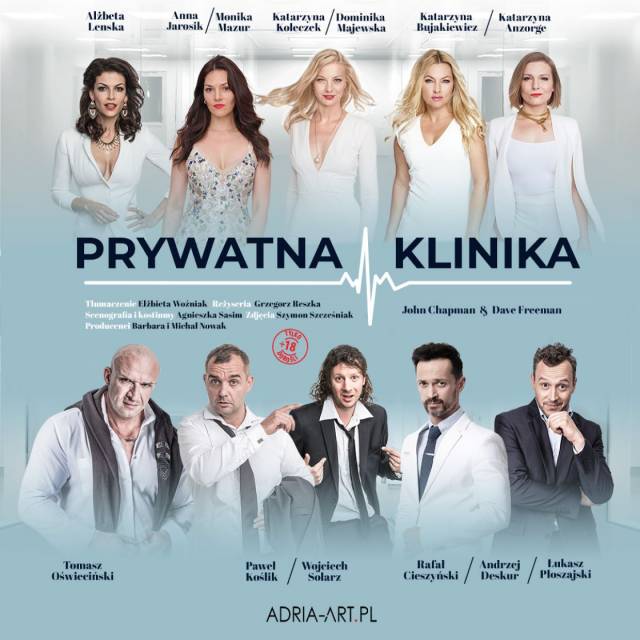 Alžbeta Lenska
Anna Jarosik / Monika Mazur
Katarzyna Kołeczek / Dominika Majewska
Katarzyna Bujakiewicz / Katarzyna Anzorge
PRYWATNA KLINIKA
Tłumaczenie Elżbieta Woźniak Reżyseria Grzegorz Reszka
Scenografia i kostiumy Agnieszka Sasim Zdjęcia Szymon Szcześniak
Producenci Barbara i Michał Nowak
John Chapman & Dave Freeman
TYLKO
+18
DOROŚLI
Tomasz Oświeciński
Paweł Koślik / Wojciech Solarz
Rafał Cieszyński / Andrzej Deskur / Łukasz Płoszajski
ADRIA-ART.PL